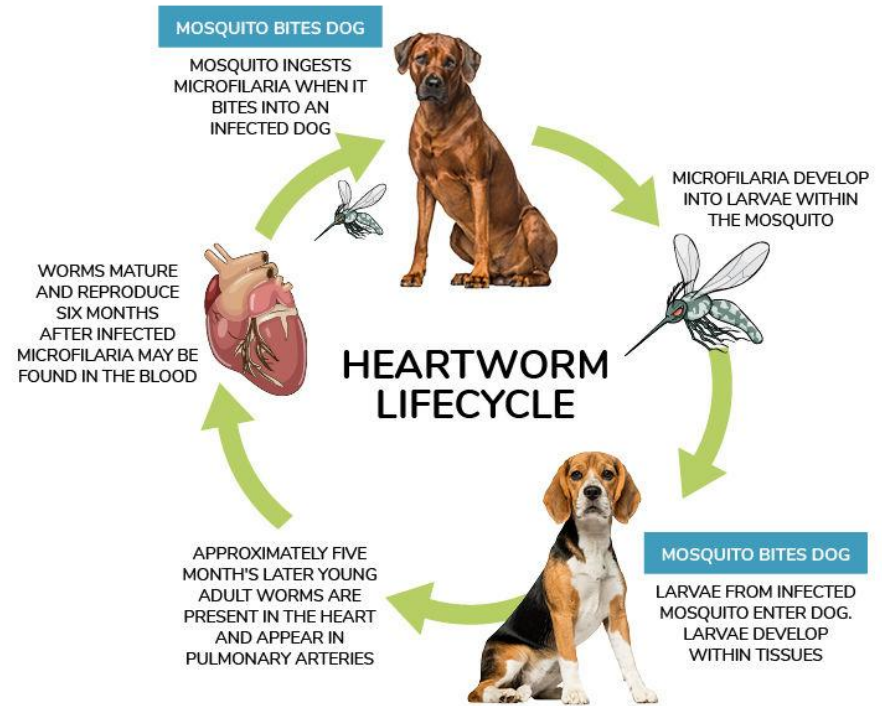 MOSQUITO BITES DOG
MOSQUITO INGESTS
MICROFILARIA WHEN IT
BITES INTO AN
INFECTED DOG
MICROFILARIA DEVELOP
INTO LARVAE WITHIN
THE MOSQUITO
HEARTWORM
LIFECYCLE
MOSQUITO BITES DOG
LARVAE FROM INFECTED
MOSQUITO ENTER DOG.
LARVAE DEVELOP
WITHIN TISSUES
APPROXIMATELY FIVE
MONTH'S LATER YOUNG
ADULT WORMS ARE
PRESENT IN THE HEART
AND APPEAR IN
PULMONARY ARTERIES
WORMS MATURE
AND REPRODUCE
SIX MONTHS
AFTER INFECTED
MICROFILARIA MAY BE
FOUND IN THE BLOOD